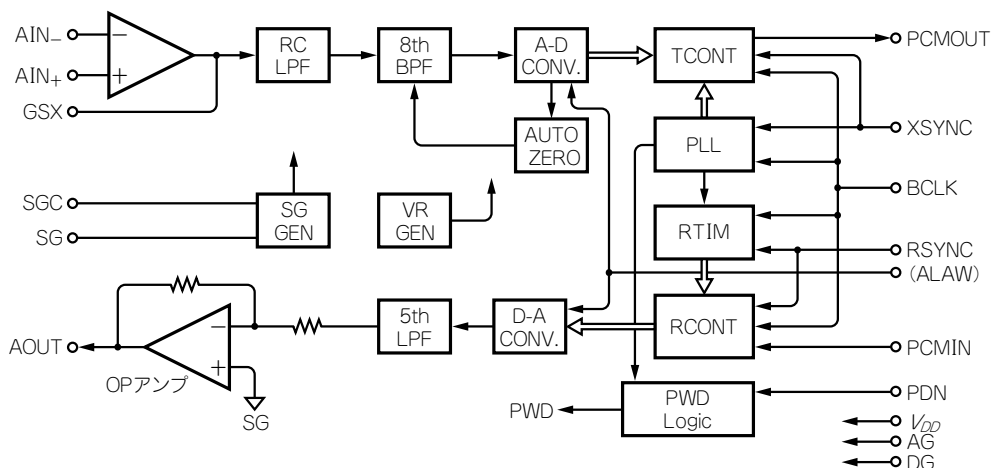 AIN−
AIN+
GSX
−
+
RC
LPF
8th
BPF
A-D
CONV.
TCONT
PCMOUT
AUTO
ZERO
PLL
XSYNC
BCLK
SGC
SG
SG
GEN
VR
GEN
RTIM
RSYNC
(ALAW)
AOUT
−
+
OPアンプ
SG
5th
LPF
D-A
CONV.
RCONT
PCMIN
PWD
PWD
Logic
PDN
VDD
AG
DG